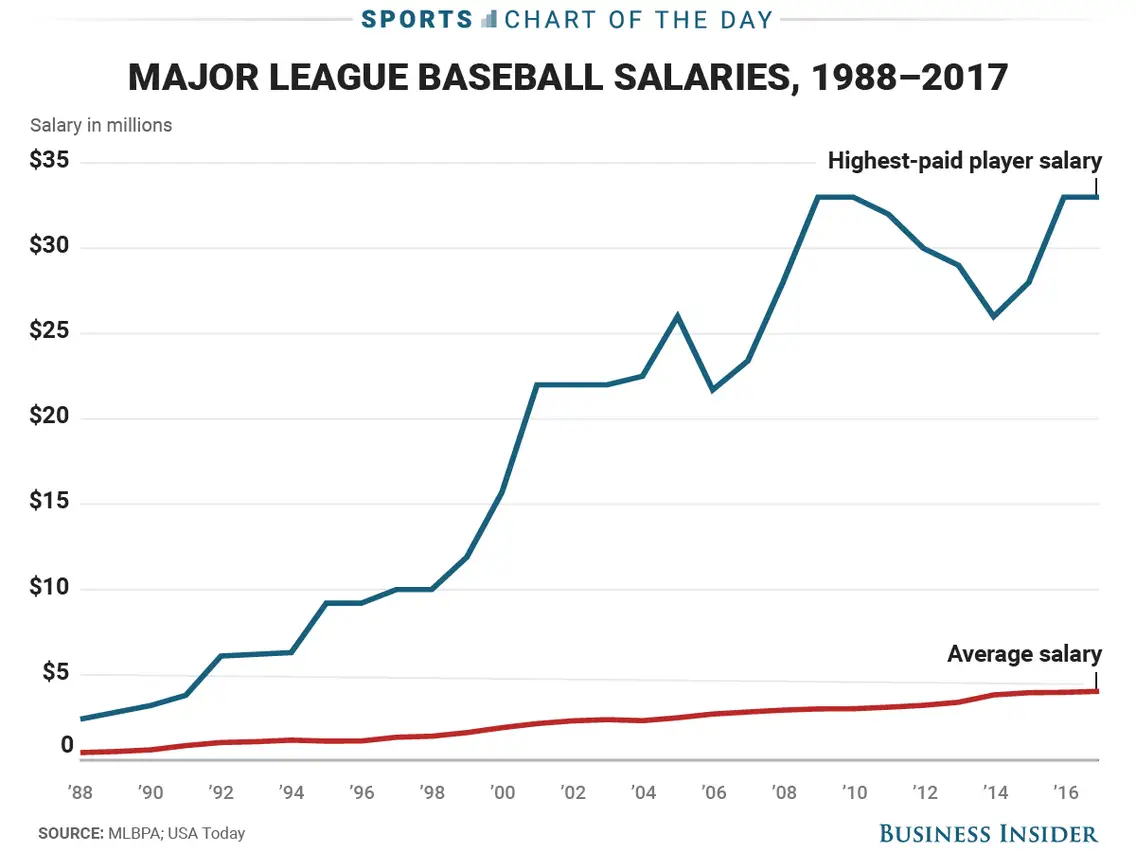 SPORTS CHART OF THE DAY
MAJOR LEAGUE BASEBALL SALARIES, 1988–2017
Salary in millions
$35
Highest-paid player salary
$30
$25
$20
$15
$10
Average salary
$5
0
’88 ’90 ’92 ’94 ’96 ’98 ’00 ’02 ’04 ’06 ’08 ’10 ’12 ’14 ’16
SOURCE: MLBPA; USA Today
BUSINESS INSIDER